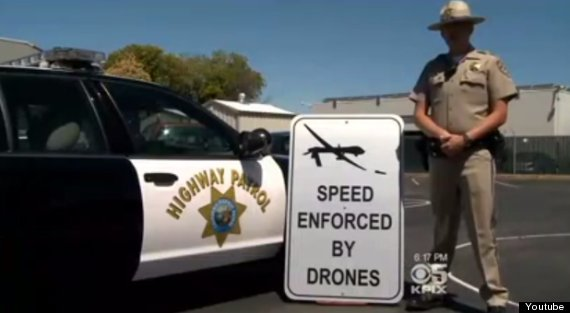 HIGHWAY PATROL
SPEED
ENFORCED
BY
DRONES
6:17 PM
CBS 5
KPIX
Youtube